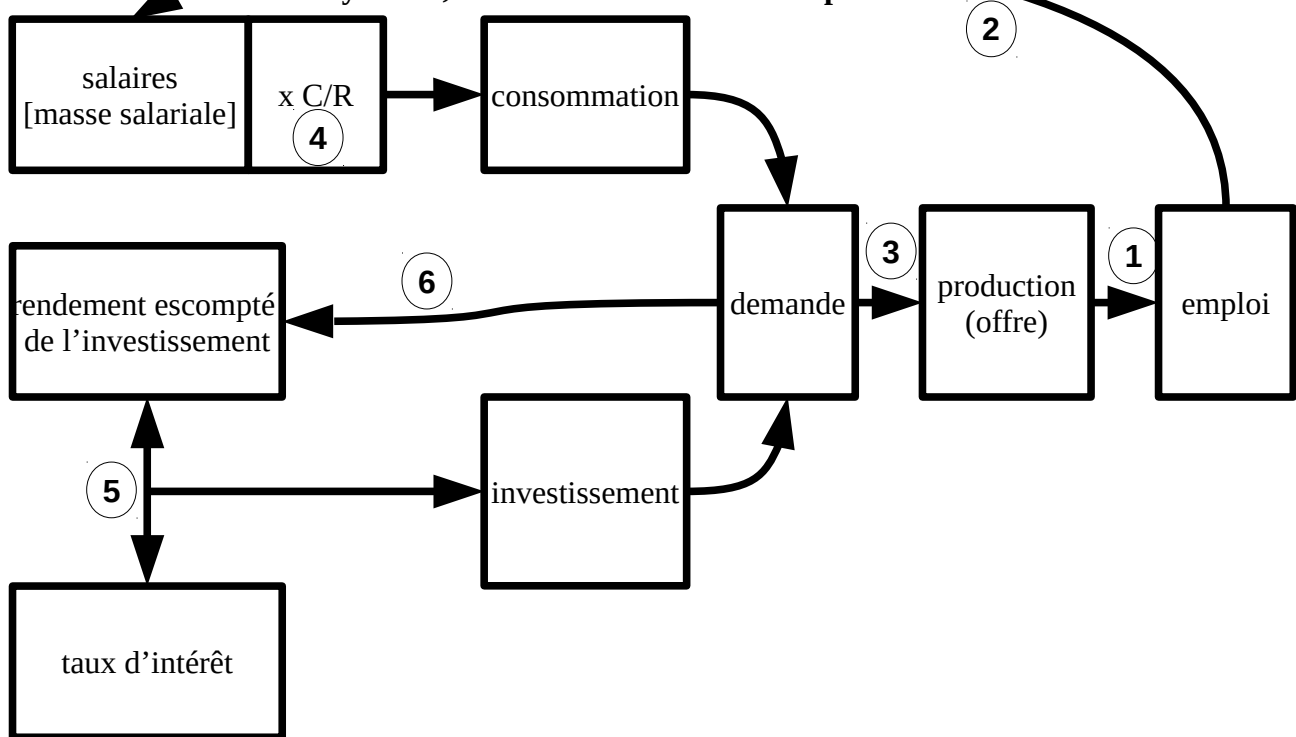 2
salaires
[masse salariale]
x C/R
4
consommation
3
1
6
rendement escompté
de l’investissement
demande
production
(offre)
emploi
5
investissement
taux d’intérêt